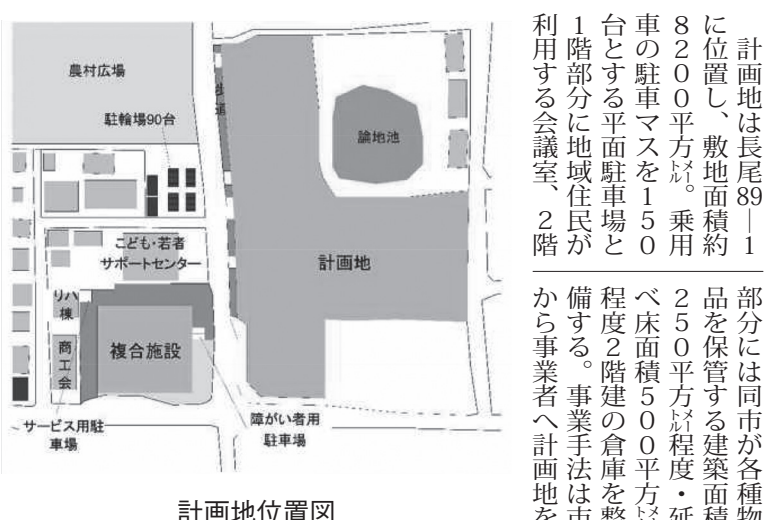 計画地は長尾89―1
に位置し、敷地面積約
8200平方㍍。乗用
車の駐車マスを150
台とする平面駐車場と
1階部分に地域住民が
利用する会議室、2階
部分には同市が各種物
品を保管する建築面積
250平方㍍程度・延
べ床面積500平方㍍
程度2階建の倉庫を整
備する。事業手法は市
から事業者へ計画地を
農村広場
駐輪場90台
歩道
論地池
こども・若者
サポートセンター
計画地
リハ
棟
複合施設
商工会
サービス用駐
車場
障がい者用
駐車場
計画地位置図